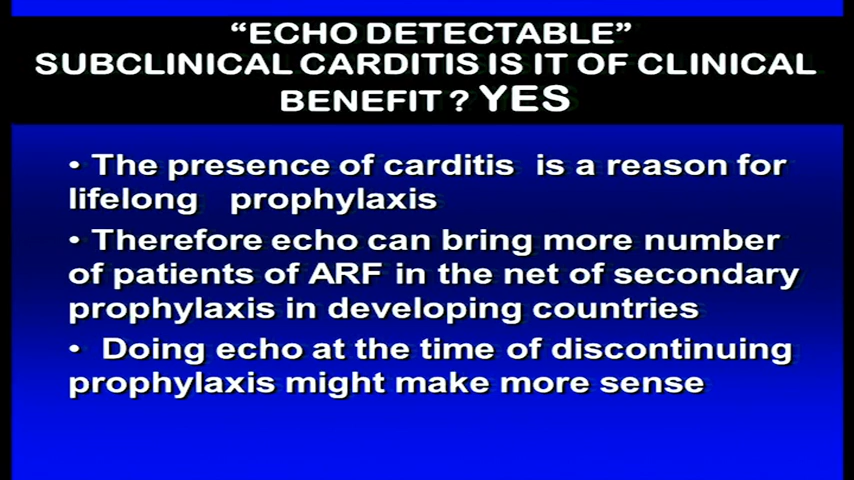 “ECHO DETECTABLE”
SUBCLINICAL CARDITIS IS IT OF CLINICAL
BENEFIT ? YES
• The presence of carditis is a reason for
lifelong prophylaxis
• Therefore echo can bring more number
of patients of ARF in the net of secondary
prophylaxis in developing countries
• Doing echo at the time of discontinuing
prophylaxis might make more sense